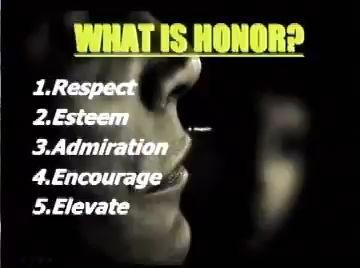 WHAT IS HONOR?
1.Respect
2.Esteem
3.Admiration
4.Encourage
5.Elevate